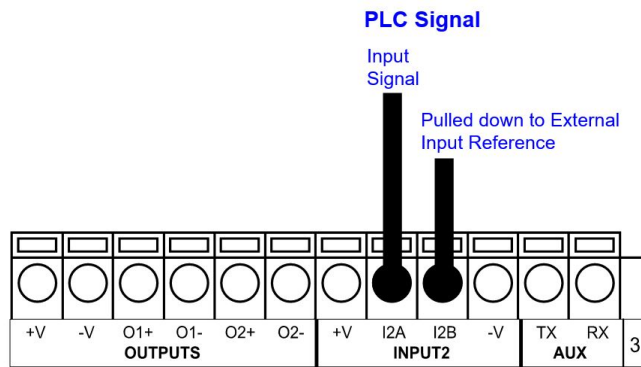 PLC Signal
Input
Signal
Pulled down to External
Input Reference
+V -V O1+ O1- O2+ O2- +V I2A I2B -V TX RX
OUTPUTS INPUT2 AUX 3